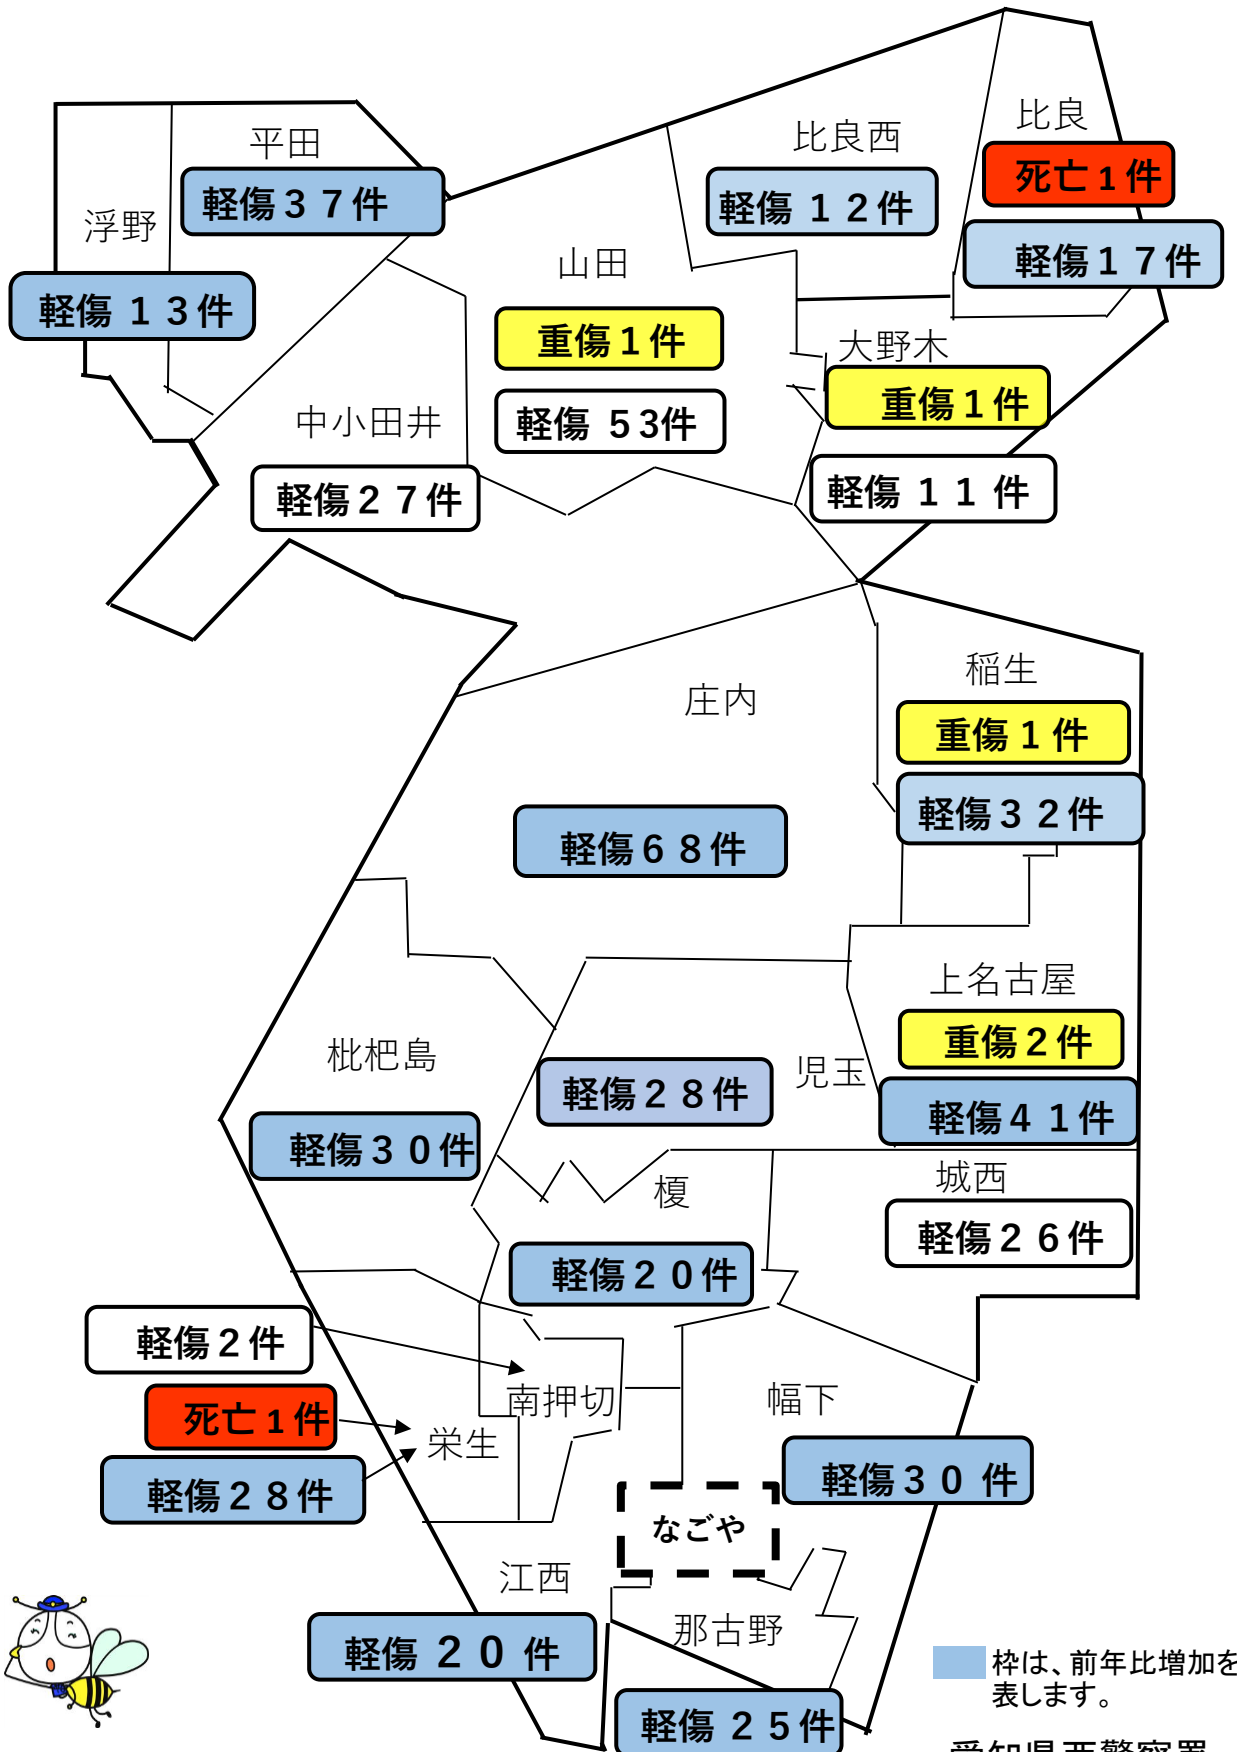 比良
死亡1件
軽傷17件
比良西
軽傷 12件
平田
軽傷37件
浮野
軽傷 13件
山田
重傷1件
軽傷 53件
大野木
重傷1件
軽傷 11 件
中小田井
軽傷27件
稲生
重傷1件
軽傷32件
庄内
軽傷68件
上名古屋
重傷2件
軽傷41件
児玉
軽傷28件
枇杷島
軽傷30件
城西
軽傷26件
榎
軽傷20件
軽傷2件
南押切
死亡1件
栄生
軽傷28件
幅下
軽傷30 件
なごや
江西
軽傷 20 件
那古野
軽傷 25件
枠は、前年比増加を
表します。
愛知県西警察署